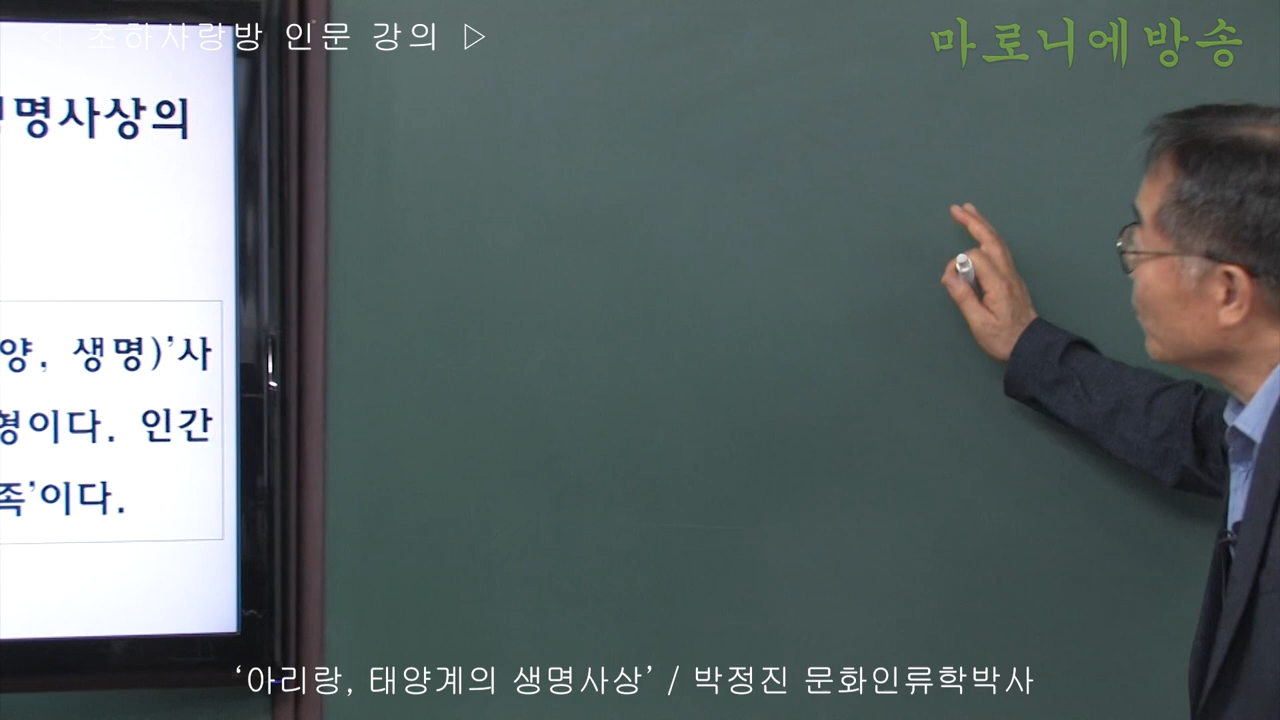 ◁ 초하사랑방 인문 강의 ▷
마로니에방송
명사상의
양, 생명)’사
형이다. 인간
족’이다.
‘아리랑, 태양계의 생명사상’ / 박정진 문화인류학박사